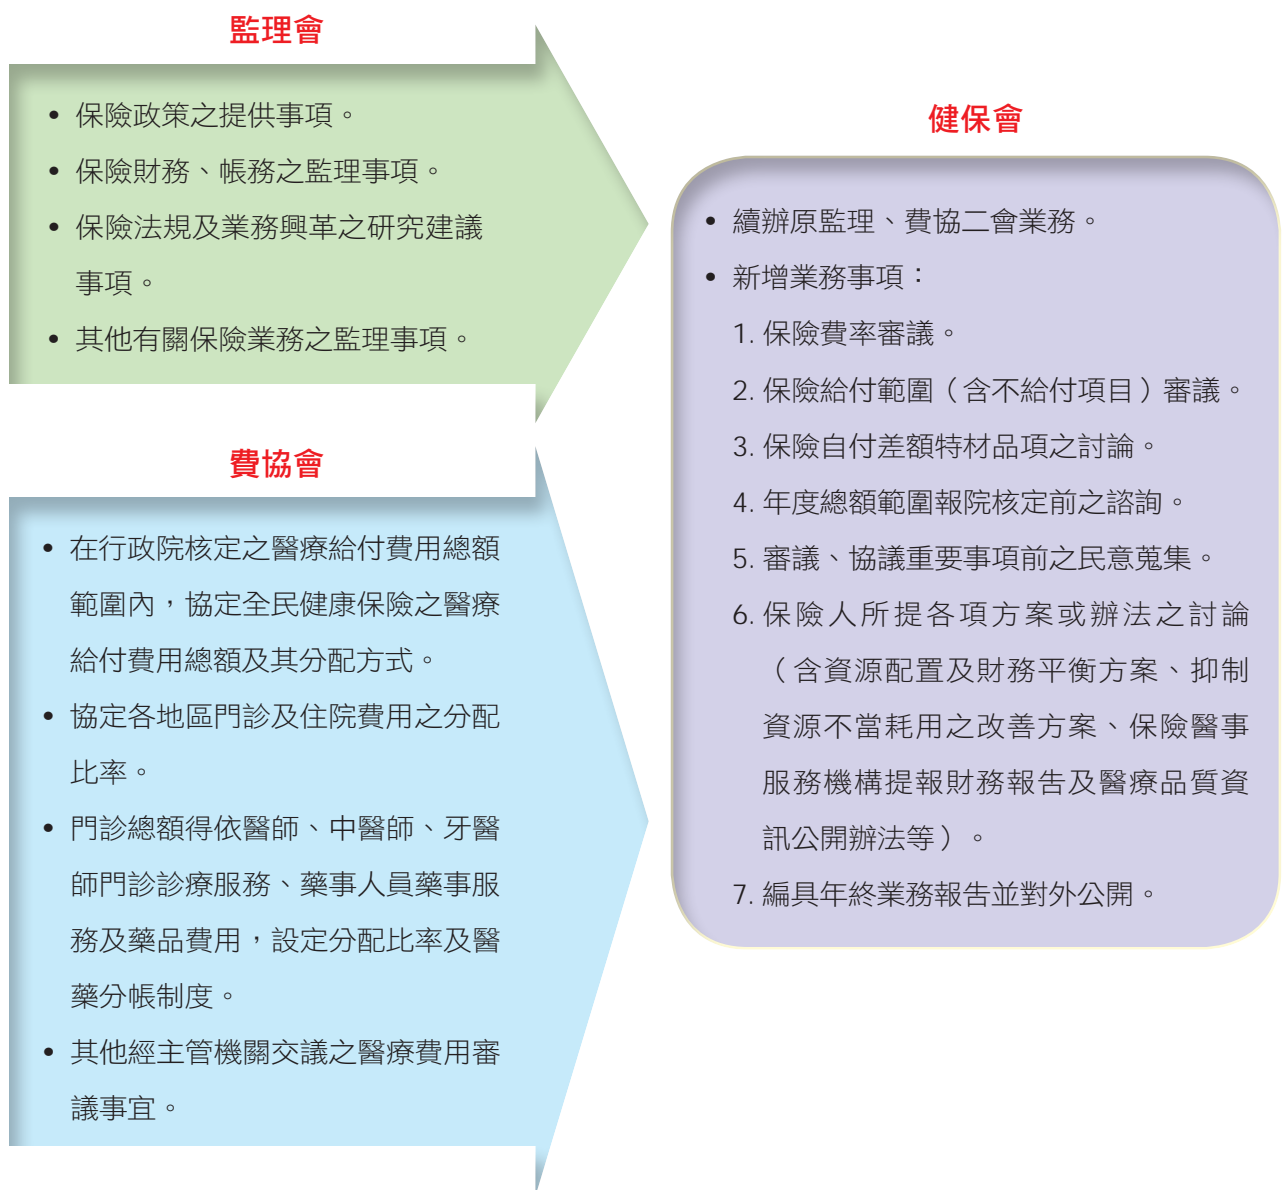 監理會
• 保險政策之提供事項。
• 保險財務、帳務之監理事項。
• 保險法規及業務興革之研究建議
事項。
• 其他有關保險業務之監理事項。
費協會
• 在行政院核定之醫療給付費用總額
範圍內，協定全民健康保險之醫療
給付費用總額及其分配方式。
• 協定各地區門診及住院費用之分配
比率。
• 門診總額得依醫師、中醫師、牙醫
師門診診療服務、藥事人員藥事服
務及藥品費用，設定分配比率及醫
藥分帳制度。
• 其他經主管機關交議之醫療費用審
議事宜。
健保會
• 續辦原監理、費協二會業務。
• 新增業務事項：
1. 保險費率審議。
2. 保險給付範圍（含不給付項目）審議。
3. 保險自付差額特材品項之討論。
4. 年度總額範圍報院核定前之諮詢。
5. 審議、協議重要事項前之民意蒐集。
6. 保險人所提各項方案或辦法之討論
（含資源配置及財務平衡方案、抑制
資源不當耗用之改善方案、保險醫事
服務機構提報財務報告及醫療品質資
訊公開辦法等）。
7. 編具年終業務報告並對外公開。